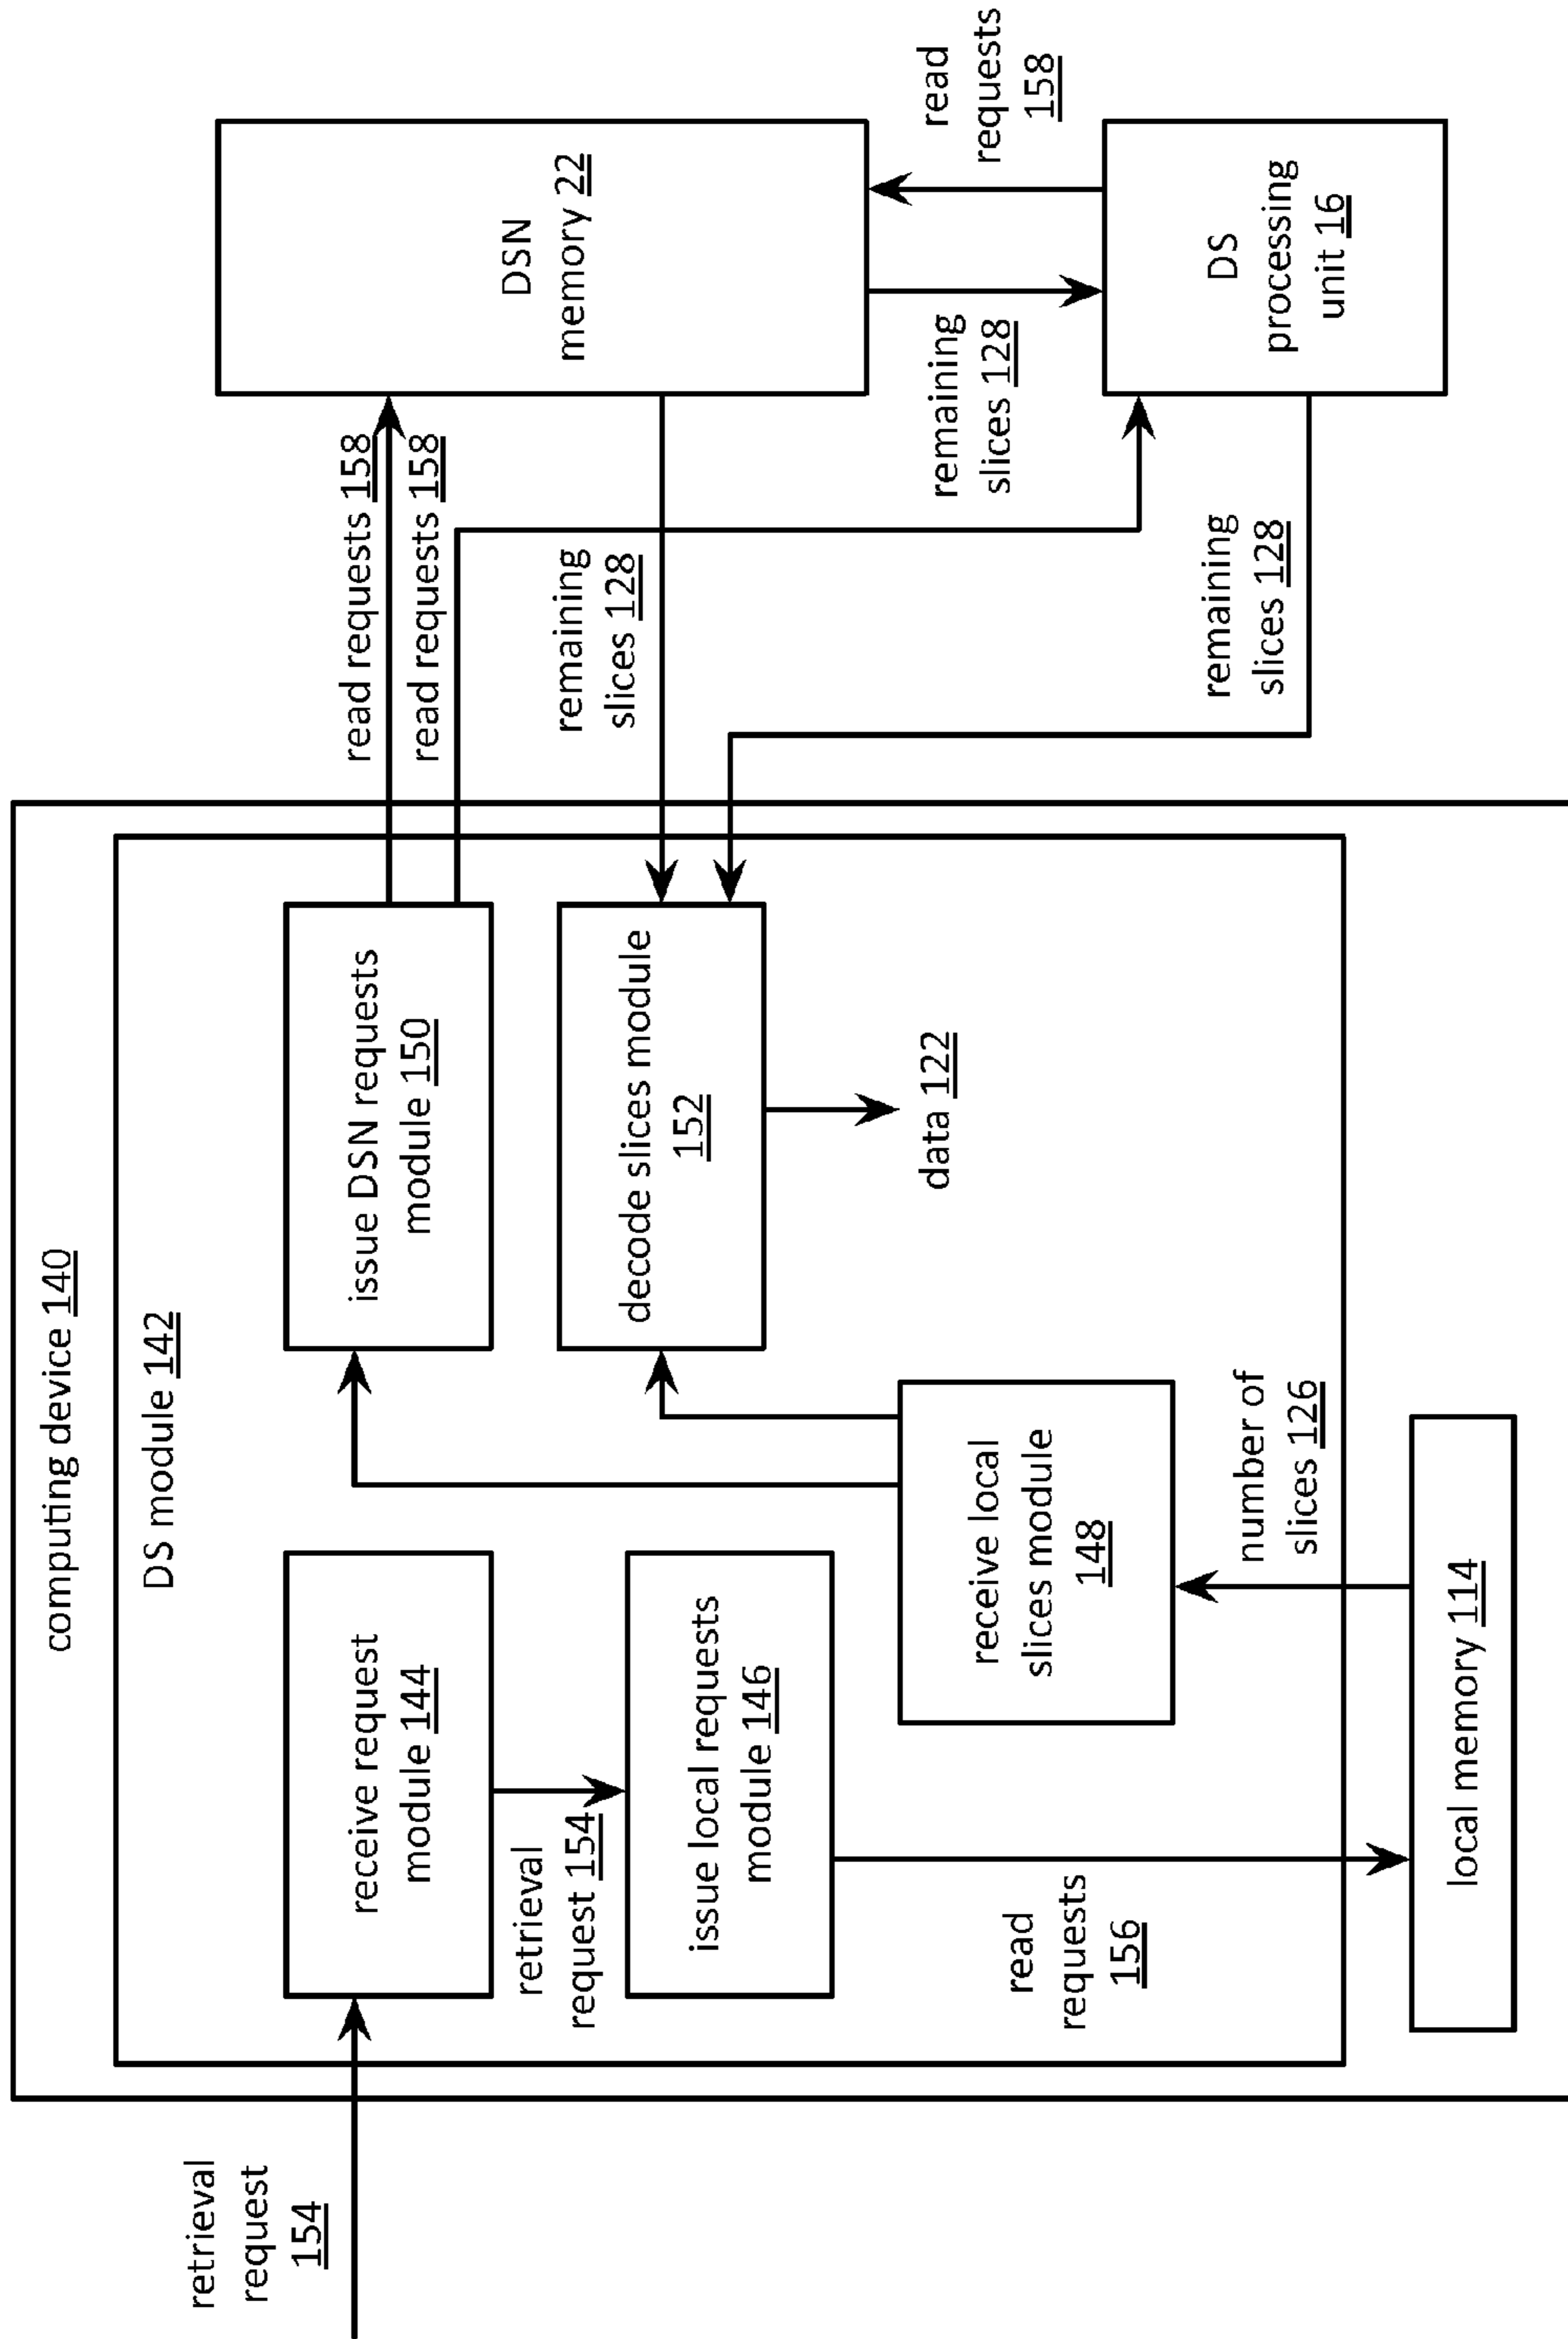 computing device 140
DS module 142
retrieval
request
154
receive request
module 144
retrieval
request 154
issue local requests
module 146
read
requests
156
local memory 114
number of
slices 126
receive local
slices module
148
issue DSN requests
module 150
decode slices module
152
data 122
read requests 158
read requests 158
remaining
slices 128
remaining
slices 128
DSN
memory 22
remaining
slices 128
read
requests
158
DS
processing
unit 16